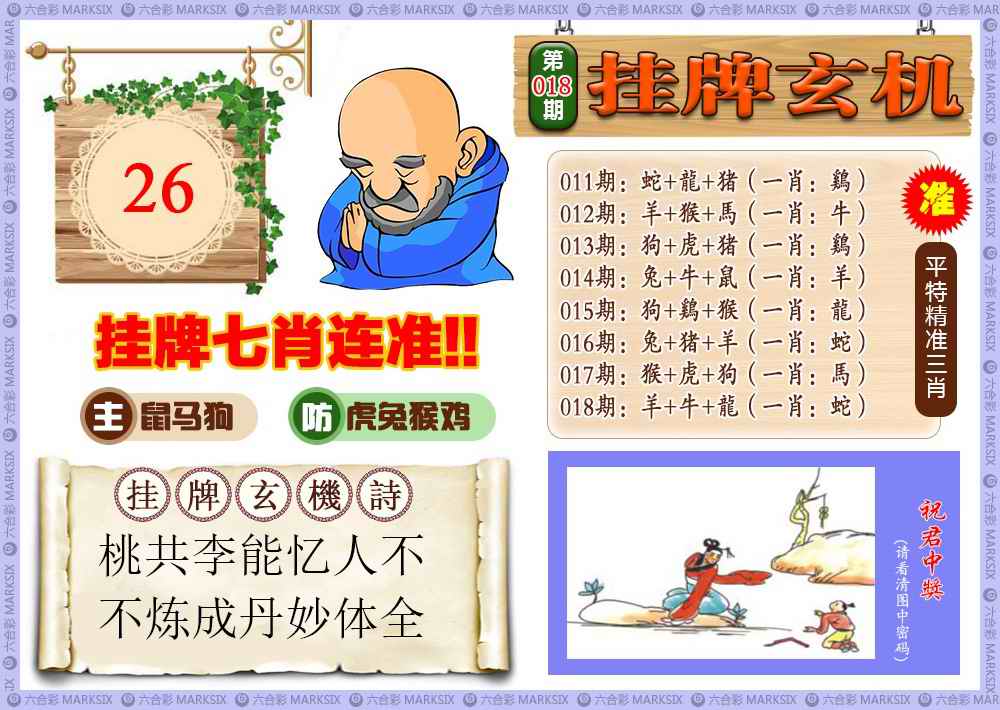 六合彩 MARKSIX
第018期
挂牌玄机
26
011期：蛇+龍+猪（一肖：鷄）
012期：羊+猴+馬（一肖：牛）
013期：狗+虎+猪（一肖：鷄）
014期：兔+牛+鼠（一肖：羊）
015期：狗+鷄+猴（一肖：龍）
016期：兔+猪+羊（一肖：蛇）
017期：猴+虎+狗（一肖：馬）
018期：羊+牛+龍（一肖：蛇）
准
平特精准三肖
挂牌七肖连准!!
主 鼠马狗 防 虎兔猴鸡
挂牌玄機詩
桃共李能忆人不
不炼成丹妙体全
祝君中獎
（请看清图中密码）